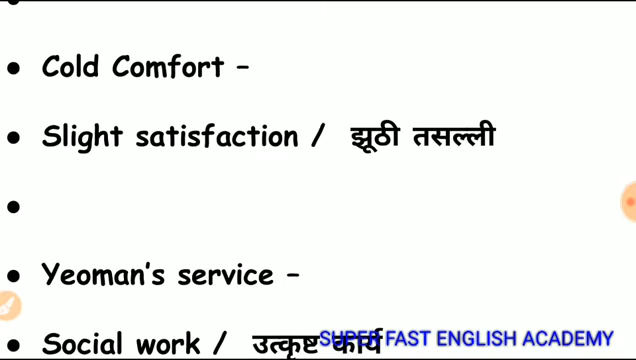 Cold Comfort –
Slight satisfaction / झूठी तसल्ली
Yeoman's service –
Social work / उत्कृष्ट कार्य
SUPER FAST ENGLISH ACADEMY